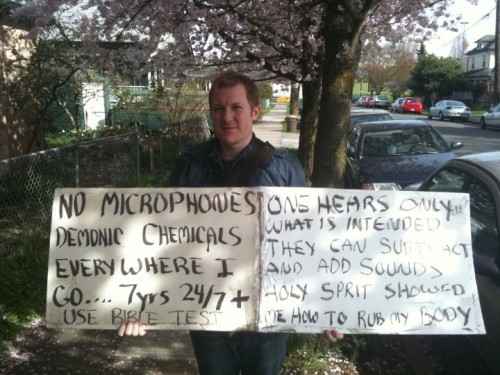 NO MICROPHONES
DEMONIC CHEMICALS
EVERYWHERE I
GO.... 7yrs 24/7+
USE BIBLE TEST
ONE HEARS ONLY
WHAT IS INTENDED
THEY CAN SUBTRACT
AND ADD SOUNDS
HOLY SPRIT SHOWED
ME HOW TO RUB MY BODY